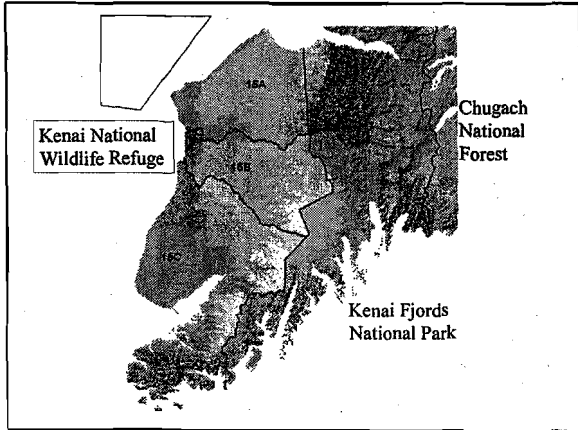 15A
Chugach
National
Forest
Kenai National
Wildlife Refuge
15B
15C
Kenai Fjords
National Park